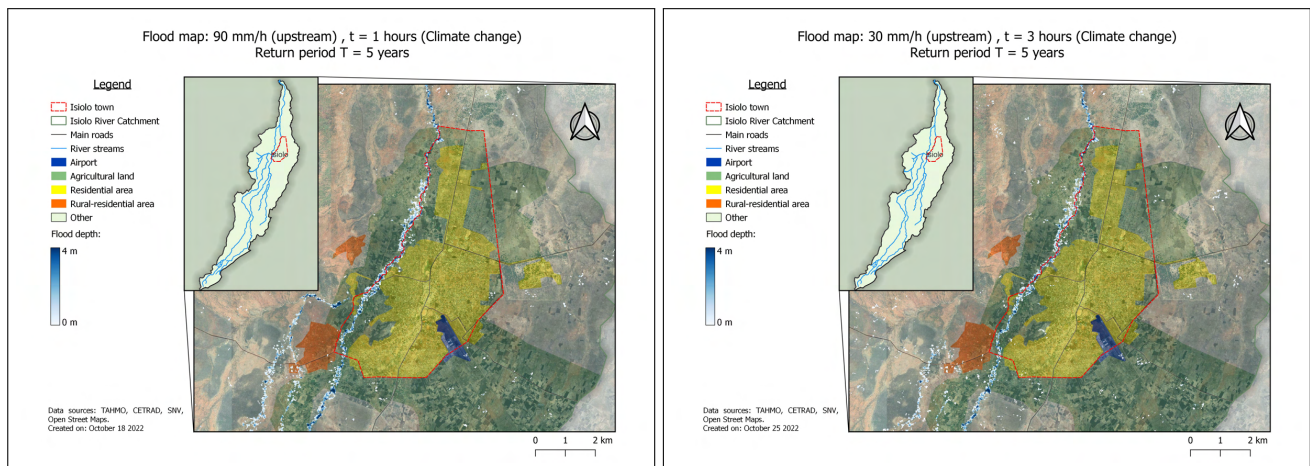 Flood map: 90 mm/h (upstream) , t = 1 hours (Climate change)
Return period T = 5 years
Legend
Isiolo town
Isiolo River Catchment
Main roads
River streams
Airport
Agricultural land
Residential area
Rural-residential area
Other
Flood depth:
4 m
0 m
Isiolo
Data sources: TAHMO, CETRAD, SNV,
Open Street Maps.
Created on: October 18 2022
0 1 2 km
Flood map: 30 mm/h (upstream) , t = 3 hours (Climate change)
Return period T = 5 years
Legend
Isiolo town
Isiolo River Catchment
Main roads
River streams
Airport
Agricultural land
Residential area
Rural-residential area
Other
Flood depth:
4 m
0 m
Isiolo
Data sources: TAHMO, CETRAD, SNV,
Open Street Maps.
Created on: October 25 2022
0 1 2 km